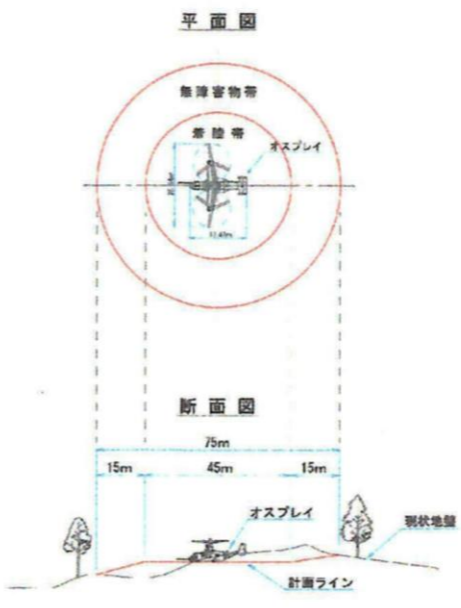 平面図
無障害物帯
着陸帯
オスプレイ
断面図
75m
15m
45m
15m
オスプレイ
現状地盤
計画ライン